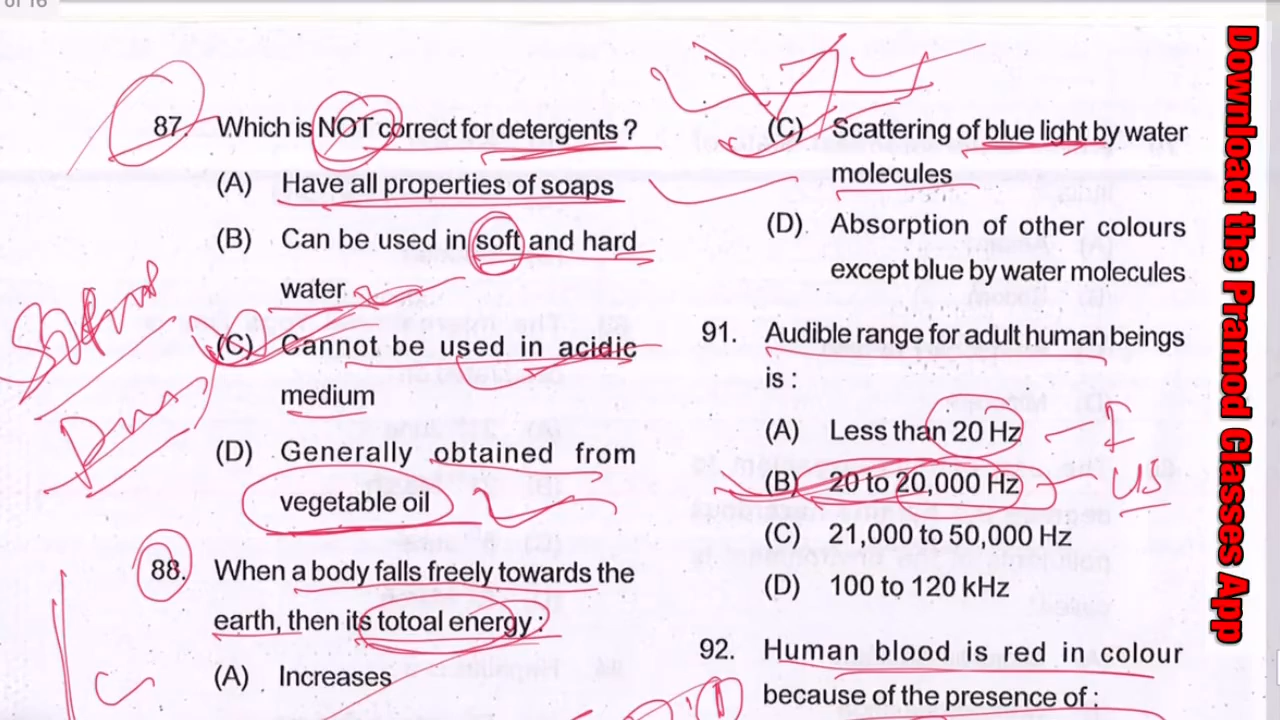 of 16
87. Which is NOT correct for detergents ?
(A) Have all properties of soaps
(B) Can be used in soft and hard
water
(C) Cannot be used in acidic
medium
(D) Generally obtained from
vegetable oil
88. When a body falls freely towards the
earth, then its totoal energy :
(A) Increases
(C) Scattering of blue light by water
molecules
(D) Absorption of other colours
except blue by water molecules
91. Audible range for adult human beings
is :
(A) Less than 20 Hz
(B) 20 to 20,000 Hz
(C) 21,000 to 50,000 Hz
(D) 100 to 120 kHz
92. Human blood is red in colour
because of the presence of :
I
US
C
Download the Pramod Classes App